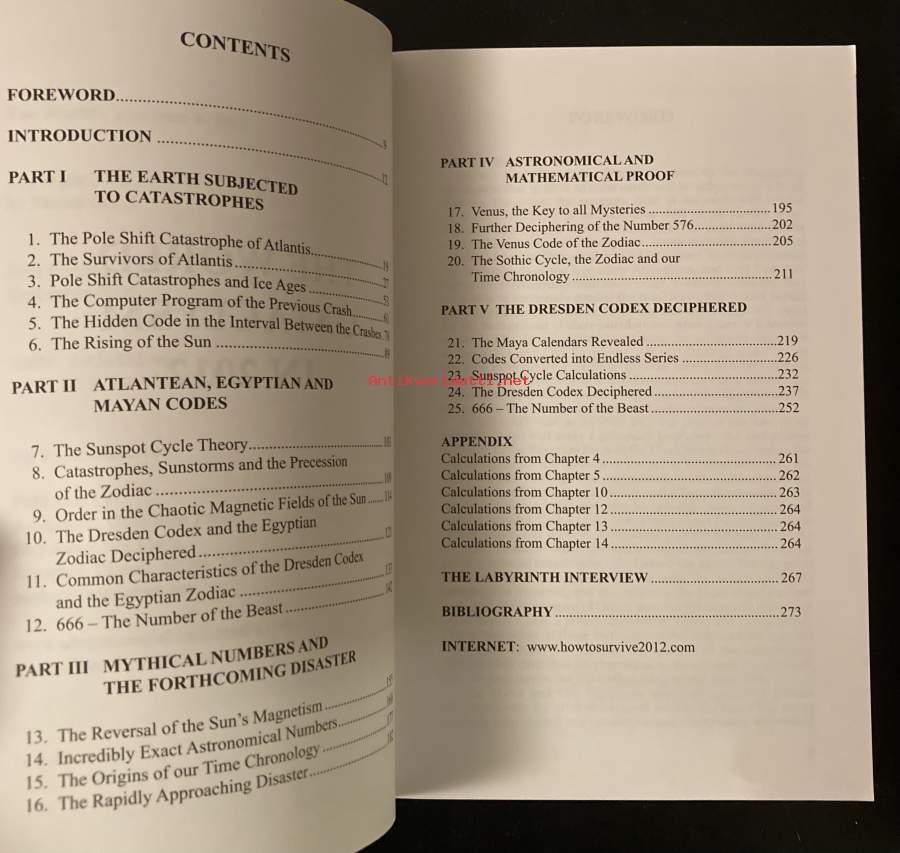 CONTENTS
FOREWORD........................................9
INTRODUCTION ........................................12
PART I THE EARTH SUBJECTED
TO CATASTROPHES
1. The Pole Shift Catastrophe of Atlantis....................19
2. The Survivors of Atlantis........................................27
3. Pole Shift Catastrophes and Ice Ages ....................53
4. The Computer Program of the Previous Crash..........61
5. The Hidden Code in the Interval Between the Crashes.
6. The Rising of the Sun ........................................89
PART II ATLANTEAN, EGYPTIAN AND
MAYAN CODES
7. The Sunspot Cycle Theory..............................
8. Catastrophes, Sunstorms and the Precession
of the Zodiac ........................................
9. Order in the Chaotic Magnetic Fields of the Sun ......114
10. The Dresden Codex and the Egyptian
Zodiac Deciphered........................................
11. Common Characteristics of the Dresden Codex
and the Egyptian Zodiac ..............................
12. 666 – The Number of the Beast....................142
PART III MYTHICAL NUMBERS AND
THE FORTHCOMING DISASTER
13. The Reversal of the Sun's Magnetism ....................
14. Incredibly Exact Astronomical Numbers....................
15. The Origins of our Time Chronology ....................
16. The Rapidly Approaching Disaster....................
PART IV ASTRONOMICAL AND
MATHEMATICAL PROOF
17. Venus, the Key to all Mysteries ...................................195
18. Further Deciphering of the Number 576......................202
19. The Venus Code of the Zodiac.....................................205
20. The Sothic Cycle, the Zodiac and our
Time Chronology .........................................................211
PART V THE DRESDEN CODEX DECIPHERED
21. The Maya Calendars Revealed .....................................219
22. Codes Converted into Endless Series ...........................226
Antikvariaatti.net
23. Sunspot Cycle Calculations ..........................................232
24. The Dresden Codex Deciphered...................................237
25. 666 – The Number of the Beast....................................252
APPENDIX
Calculations from Chapter 4 ..................................................261
Calculations from Chapter 5 ..................................................262
Calculations from Chapter 10 ................................................263
Calculations from Chapter 12 ................................................264
Calculations from Chapter 13 ................................................264
Calculations from Chapter 14 ................................................264
THE LABYRINTH INTERVIEW .....................................267
BIBLIOGRAPHY................................................................273
INTERNET: www.howtosurvive2012.com